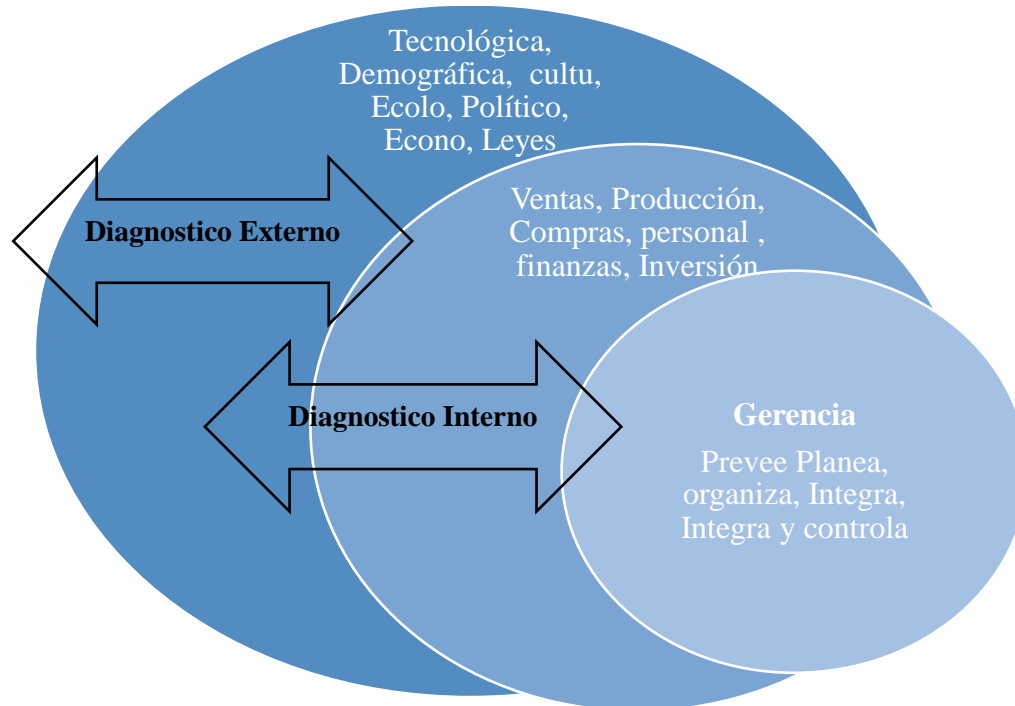 Tecnológica,
Demográfica, cultu,
Ecolo, Político,
Econo, Leyes
Ventas, Producción,
Compras, personal ,
finanzas, Inversión
Diagnostico Externo
Diagnostico Interno
Gerencia
Prevee Planea,
organiza, Integra,
Integra y controla